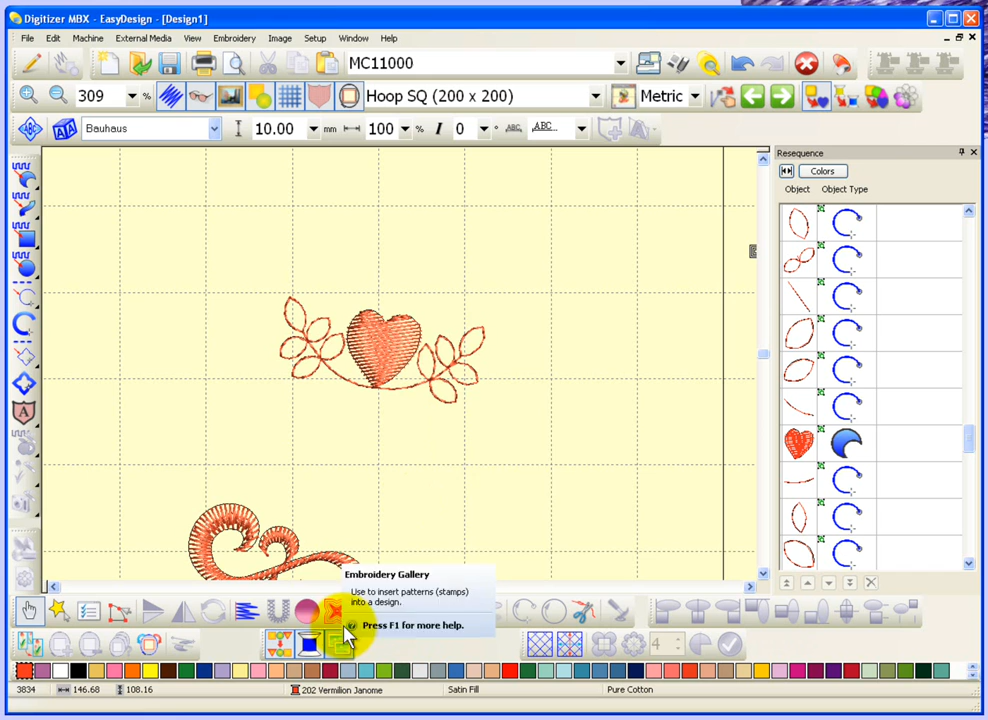 Digitizer MBX - EasyDesign - [Design1]
File Edit Machine External Media View Embroidery Image Setup Window Help
MC11000
309 % Hoop SQ (200 x 200) Metric
ABC Bauhaus 10.00 mm 100 % I 0 ° ABC ABC...
Resequence
Colors
Object Object Type
A
Embroidery Gallery
Use to insert patterns (stamps)
into a design.
Press F1 for more help.
4
3834 146.68 108.16 202 Vermilion Janome Satin Fill Pure Cotton